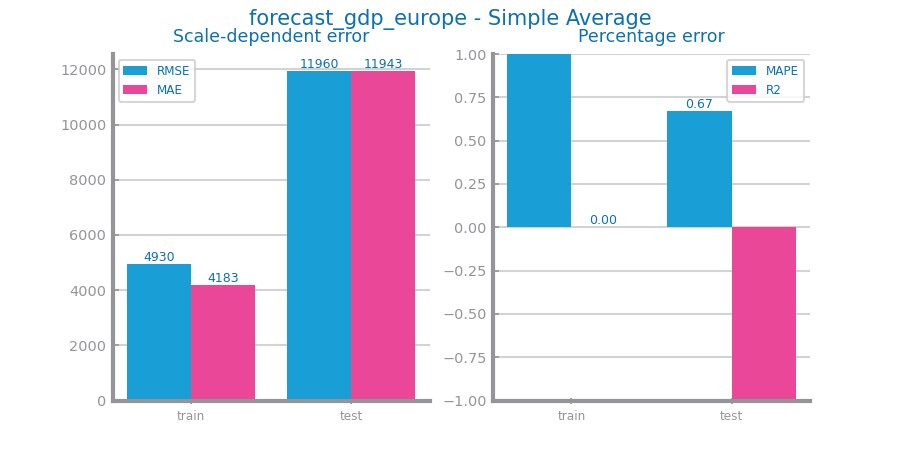 forecast_gdp_europe - Simple Average
Scale-dependent error
12000
10000
8000
6000
4000
2000
0
RMSE
MAE
4930
4183
11960
11943
train
test
Percentage error
1.00
0.75
0.50
0.25
0.00
−0.25
−0.50
−0.75
−1.00
MAPE
R2
0.00
0.67
train
test